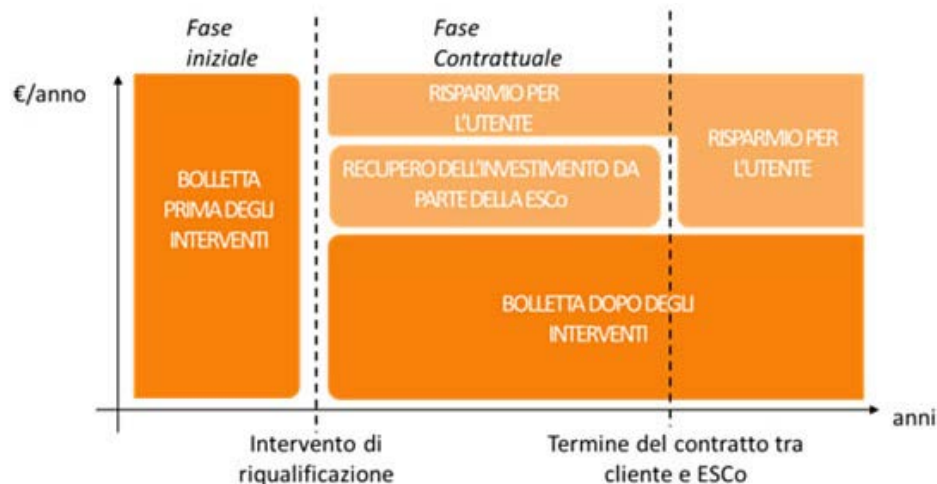 Fase
iniziale
Fase
Contrattuale
€/anno
BOLLETTA
PRIMA DEGLI
INTERVENTI
RISPARMIO PER
L'UTENTE
RECUPERO DELL'INVESTIMENTO DA
PARTE DELLA ESCo
RISPARMIO PER
L'UTENTE
BOLLETTA DOPO DEGLI
INTERVENTI
anni
Intervento di
riqualificazione
Termine del contratto tra
cliente e ESCo